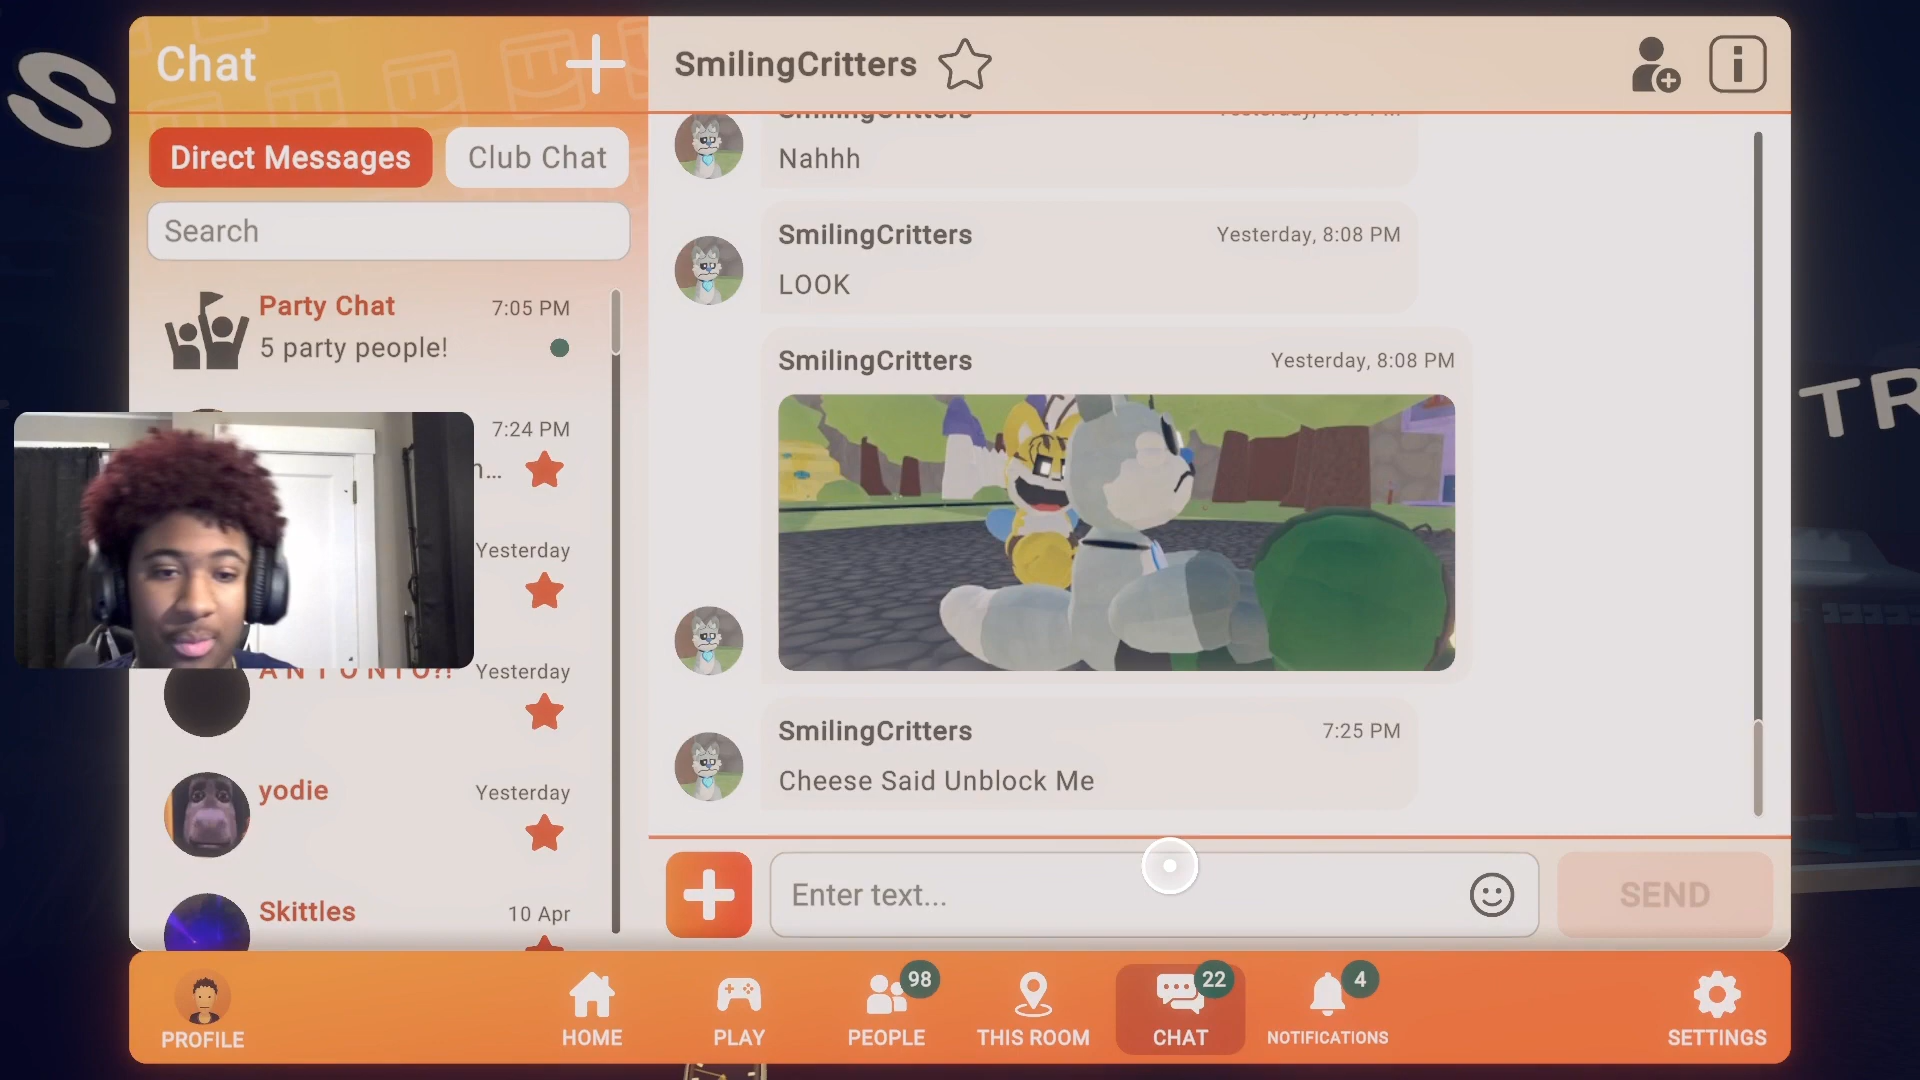 S
Chat
SmilingCritters
Direct Messages
Club Chat
Search
Party Chat
7:05 PM
5 party people!
7:24 PM
Yesterday
Yesterday
yodie
Yesterday
Skittles
10 Apr
Nahhh
SmilingCritters
Yesterday, 8:08 PM
LOOK
SmilingCritters
Yesterday, 8:08 PM
SmilingCritters
7:25 PM
Cheese Said Unblock Me
Enter text...
SEND
TR
PROFILE
HOME
PLAY
98
PEOPLE
THIS ROOM
22
CHAT
4
NOTIFICATIONS
SETTINGS